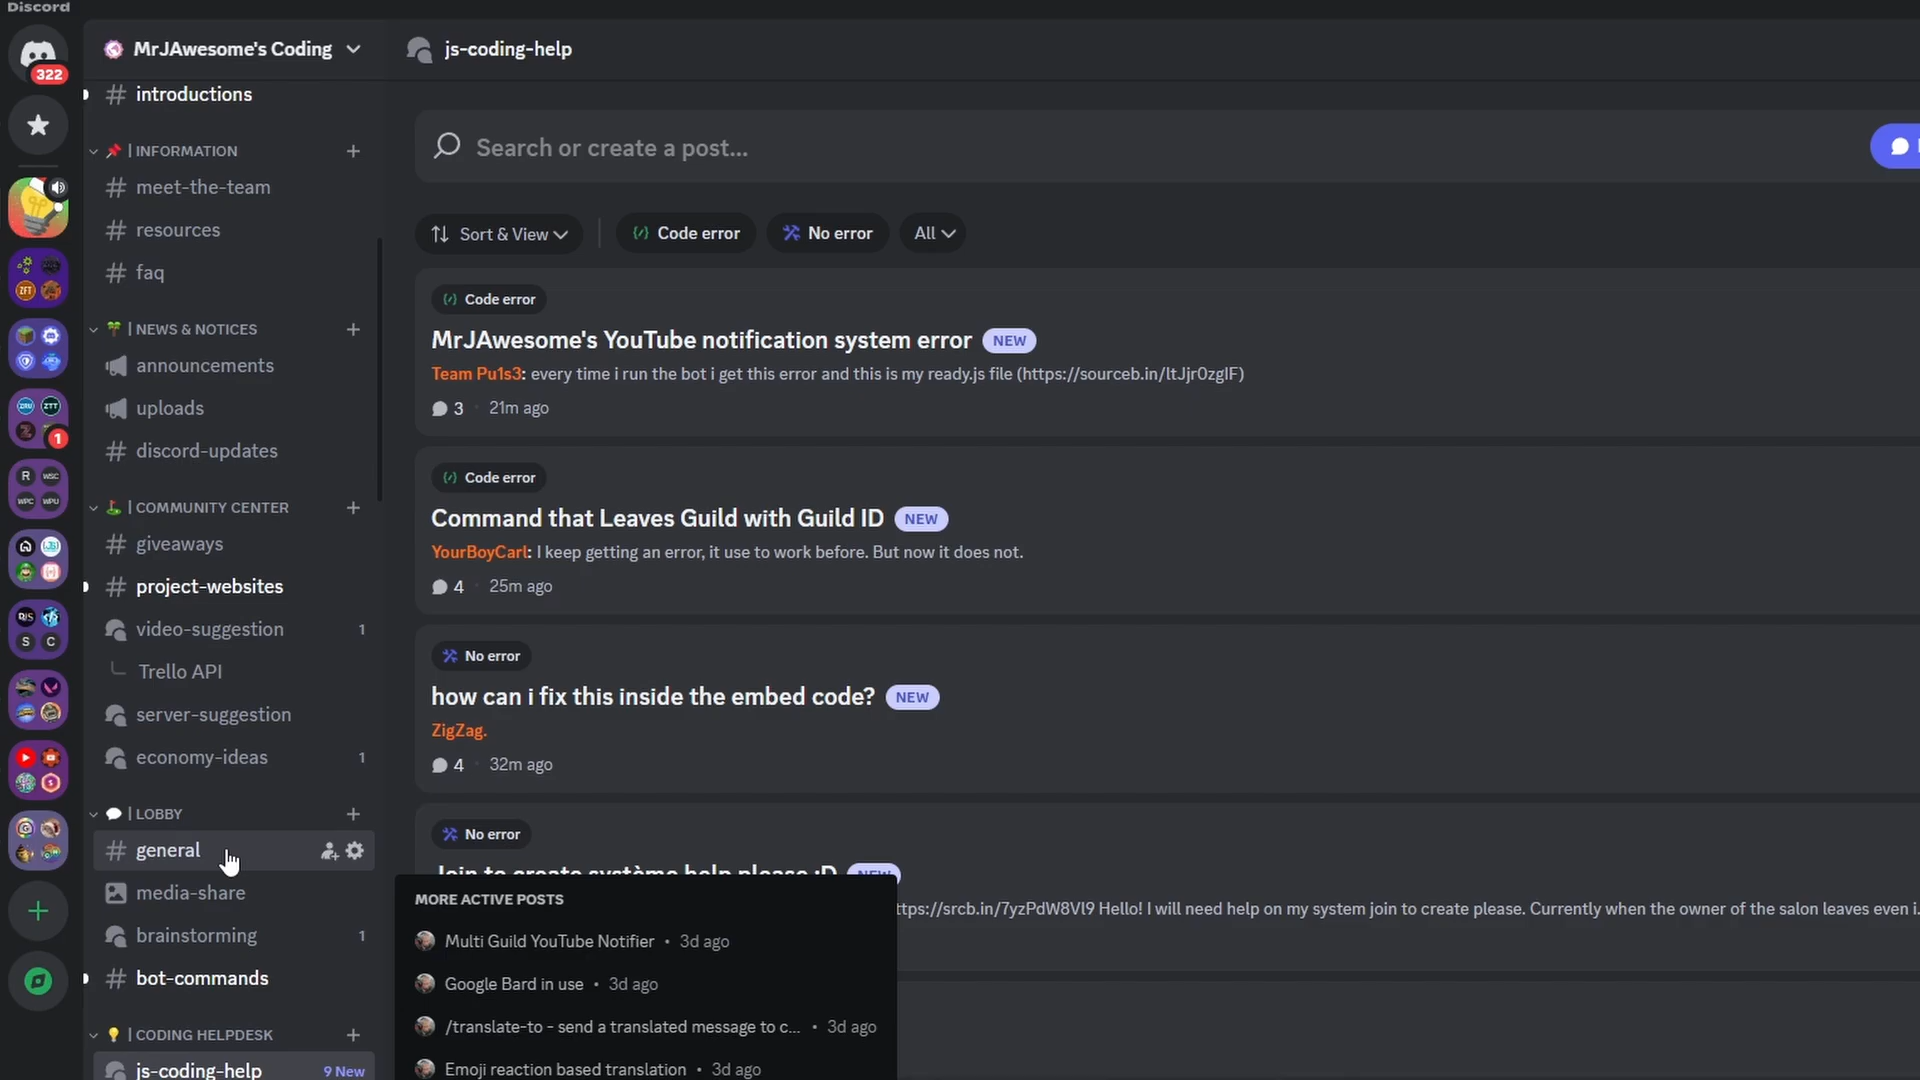 Discord
322
1
MrJAwesome's Coding
introductions
INFORMATION
meet-the-team
resources
faq
NEWS & NOTICES
announcements
uploads
discord-updates
COMMUNITY CENTER
giveaways
project-websites
video-suggestion 1
Trello API
server-suggestion
economy-ideas 1
LOBBY
general
media-share
brainstorming 1
bot-commands
CODING HELPDESK
js-coding-help 9 New
js-coding-help
Search or create a post...
Sort & View Code error No error All
Code error
MrJAwesome's YouTube notification system error NEW
Team Pu1s3: every time i run the bot i get this error and this is my ready.js file (https://sourceb.in/ltJjr0zgIF)
3 · 21m ago
Code error
Command that Leaves Guild with Guild ID NEW
YourBoyCarl: I keep getting an error, it use to work before. But now it does not.
4 · 25m ago
No error
how can i fix this inside the embed code? NEW
ZigZag.
4 · 32m ago
No error
Join to create système help please :D NEW
ttps://srcb.in/7yzPdW8VI9 Hello! I will need help on my system join to create please. Currently when the owner of the salon leaves even i.
MORE ACTIVE POSTS
Multi Guild YouTube Notifier • 3d ago
Google Bard in use • 3d ago
/translate-to - send a translated message to c... • 3d ago
Emoji reaction based translation • 3d ago